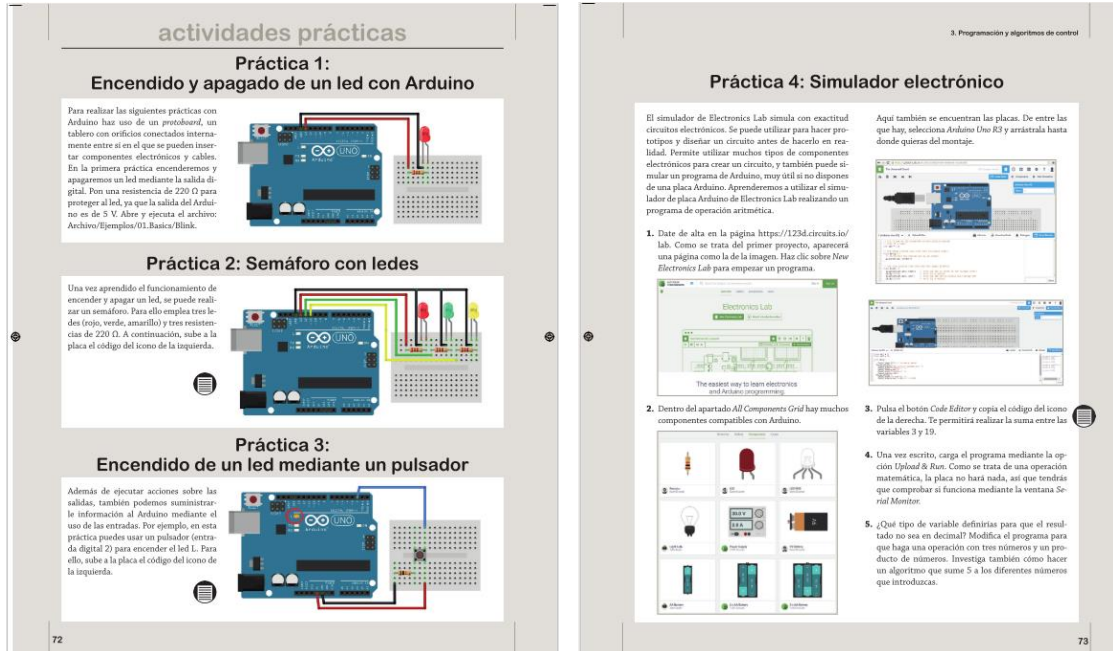 actividades prácticas
Práctica 1:
Encendido y apagado de un led con Arduino
Para realizar las siguientes prácticas con
Arduino haz uso de un protoboard, un
tablero con orificios conectados interna-
mente entre sí en el que se pueden inser-
tar componentes electrónicos y cables.
En la primera práctica encenderemos y
apagaremos un led mediante la salida di-
gital. Pon una resistencia de 220 Ω para
proteger al led, ya que la salida del Ardui-
no es de 5 V. Abre y ejecuta el archivo:
Archivo/Ejemplos/01.Basics/Blink.
UNO
Práctica 2: Semáforo con ledes
Una vez aprendido el funcionamiento de
encender y apagar un led, se puede reali-
zar un semáforo. Para ello emplea tres le-
des (rojo, verde, amarillo) y tres resisten-
cias de 220 Ω. A continuación, sube a la
placa el código del icono de la izquierda.
UNO
Práctica 3:
Encendido de un led mediante un pulsador
Además de ejecutar acciones sobre las
salidas, también podemos suministrar-
le información al Arduino mediante el
uso de las entradas. Por ejemplo, en esta
práctica puedes usar un pulsador (entra-
da digital 2) para encender el led L. Para
ello, sube a la placa el código del icono de
la izquierda.
UNO
72
3. Programación y algoritmos de control
Práctica 4: Simulador electrónico
El simulador de Electronics Lab simula con exactitud
circuitos electrónicos. Se puede utilizar para hacer pro-
totipos y diseñar un circuito antes de hacerlo en rea-
lidad. Permite utilizar muchos tipos de componentes
electrónicos para crear un circuito, y también puede si-
mular un programa de Arduino, muy útil si no dispones
de una placa Arduino. Aprenderemos a utilizar el simu-
lador de placa Arduino de Electronics Lab realizando un
programa de operación aritmética.
1. Date de alta en la página https://123d.circuits.io/
lab. Como se trata del primer proyecto, aparecerá
una página como la de la imagen. Haz clic sobre New
Electronics Lab para empezar un programa.
Electronics Lab
The easiest way to learn electronics
and Arduino programming
2. Dentro del apartado All Components Grid hay muchos
componentes compatibles con Arduino.
Aquí también se encuentran las placas. De entre las
que hay, selecciona Arduino Uno R3 y arrástrala hasta
donde quieras del montaje.
3. Pulsa el botón Code Editor y copia el código del icono
de la derecha. Te permitirá realizar la suma entre las
variables 3 y 19.
4. Una vez escrito, carga el programa mediante la op-
ción Upload & Run. Como se trata de una operación
matemática, la placa no hará nada, así que tendrás
que comprobar si funciona mediante la ventana Se-
rial Monitor.
5. ¿Qué tipo de variable definirías para que el resul-
tado no sea en decimal? Modifica el programa para
que haga una operación con tres números y un pro-
ducto de números. Investiga también cómo hacer
un algoritmo que sume 5 a los diferentes números
que introduzcas.
73